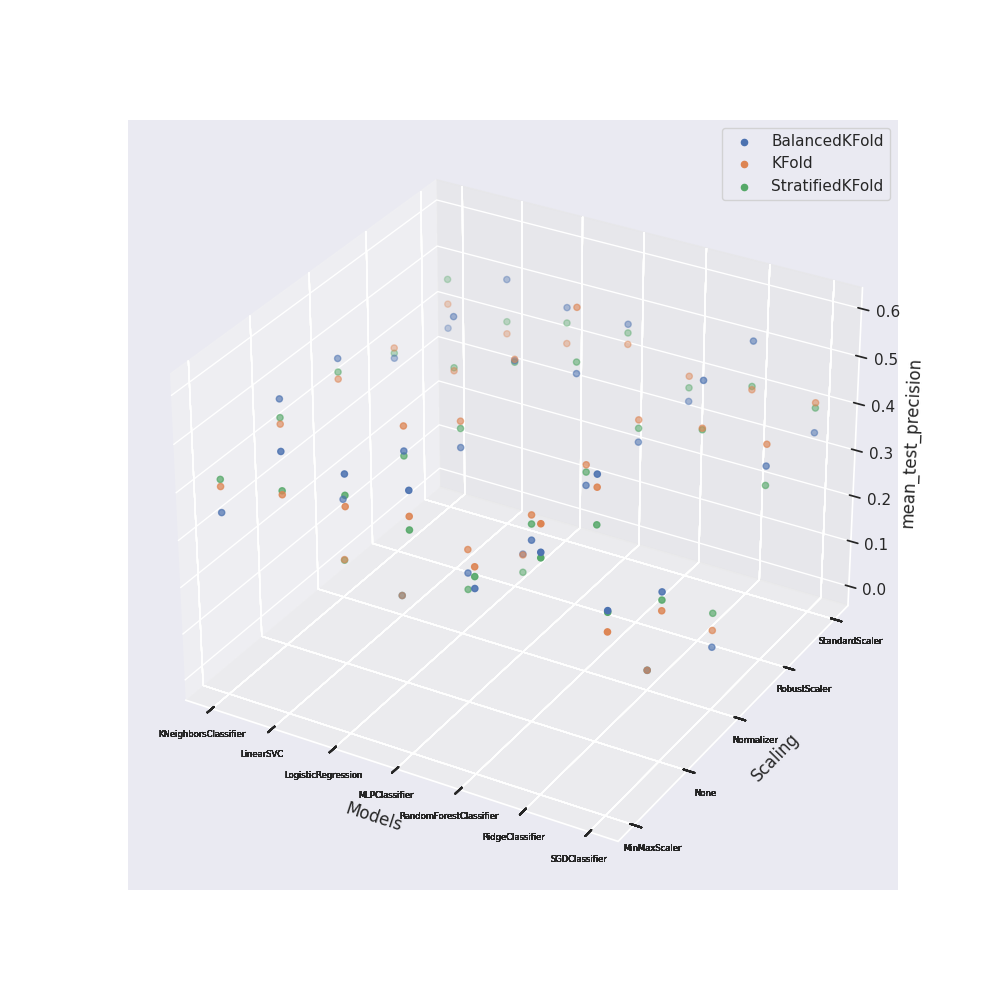 BalancedKFold
KFold
StratifiedKFold
0.6
0.5
0.4
0.3
0.2
0.1
0.0
mean_test_precision
StandardScaler
RobustScaler
Normalizer
None
MinMaxScaler
Scaling
KNeighborsClassifier
LinearSVC
LogisticRegression
MLPClassifier
RandomForestClassifier
RidgeClassifier
SGDClassifier
Models